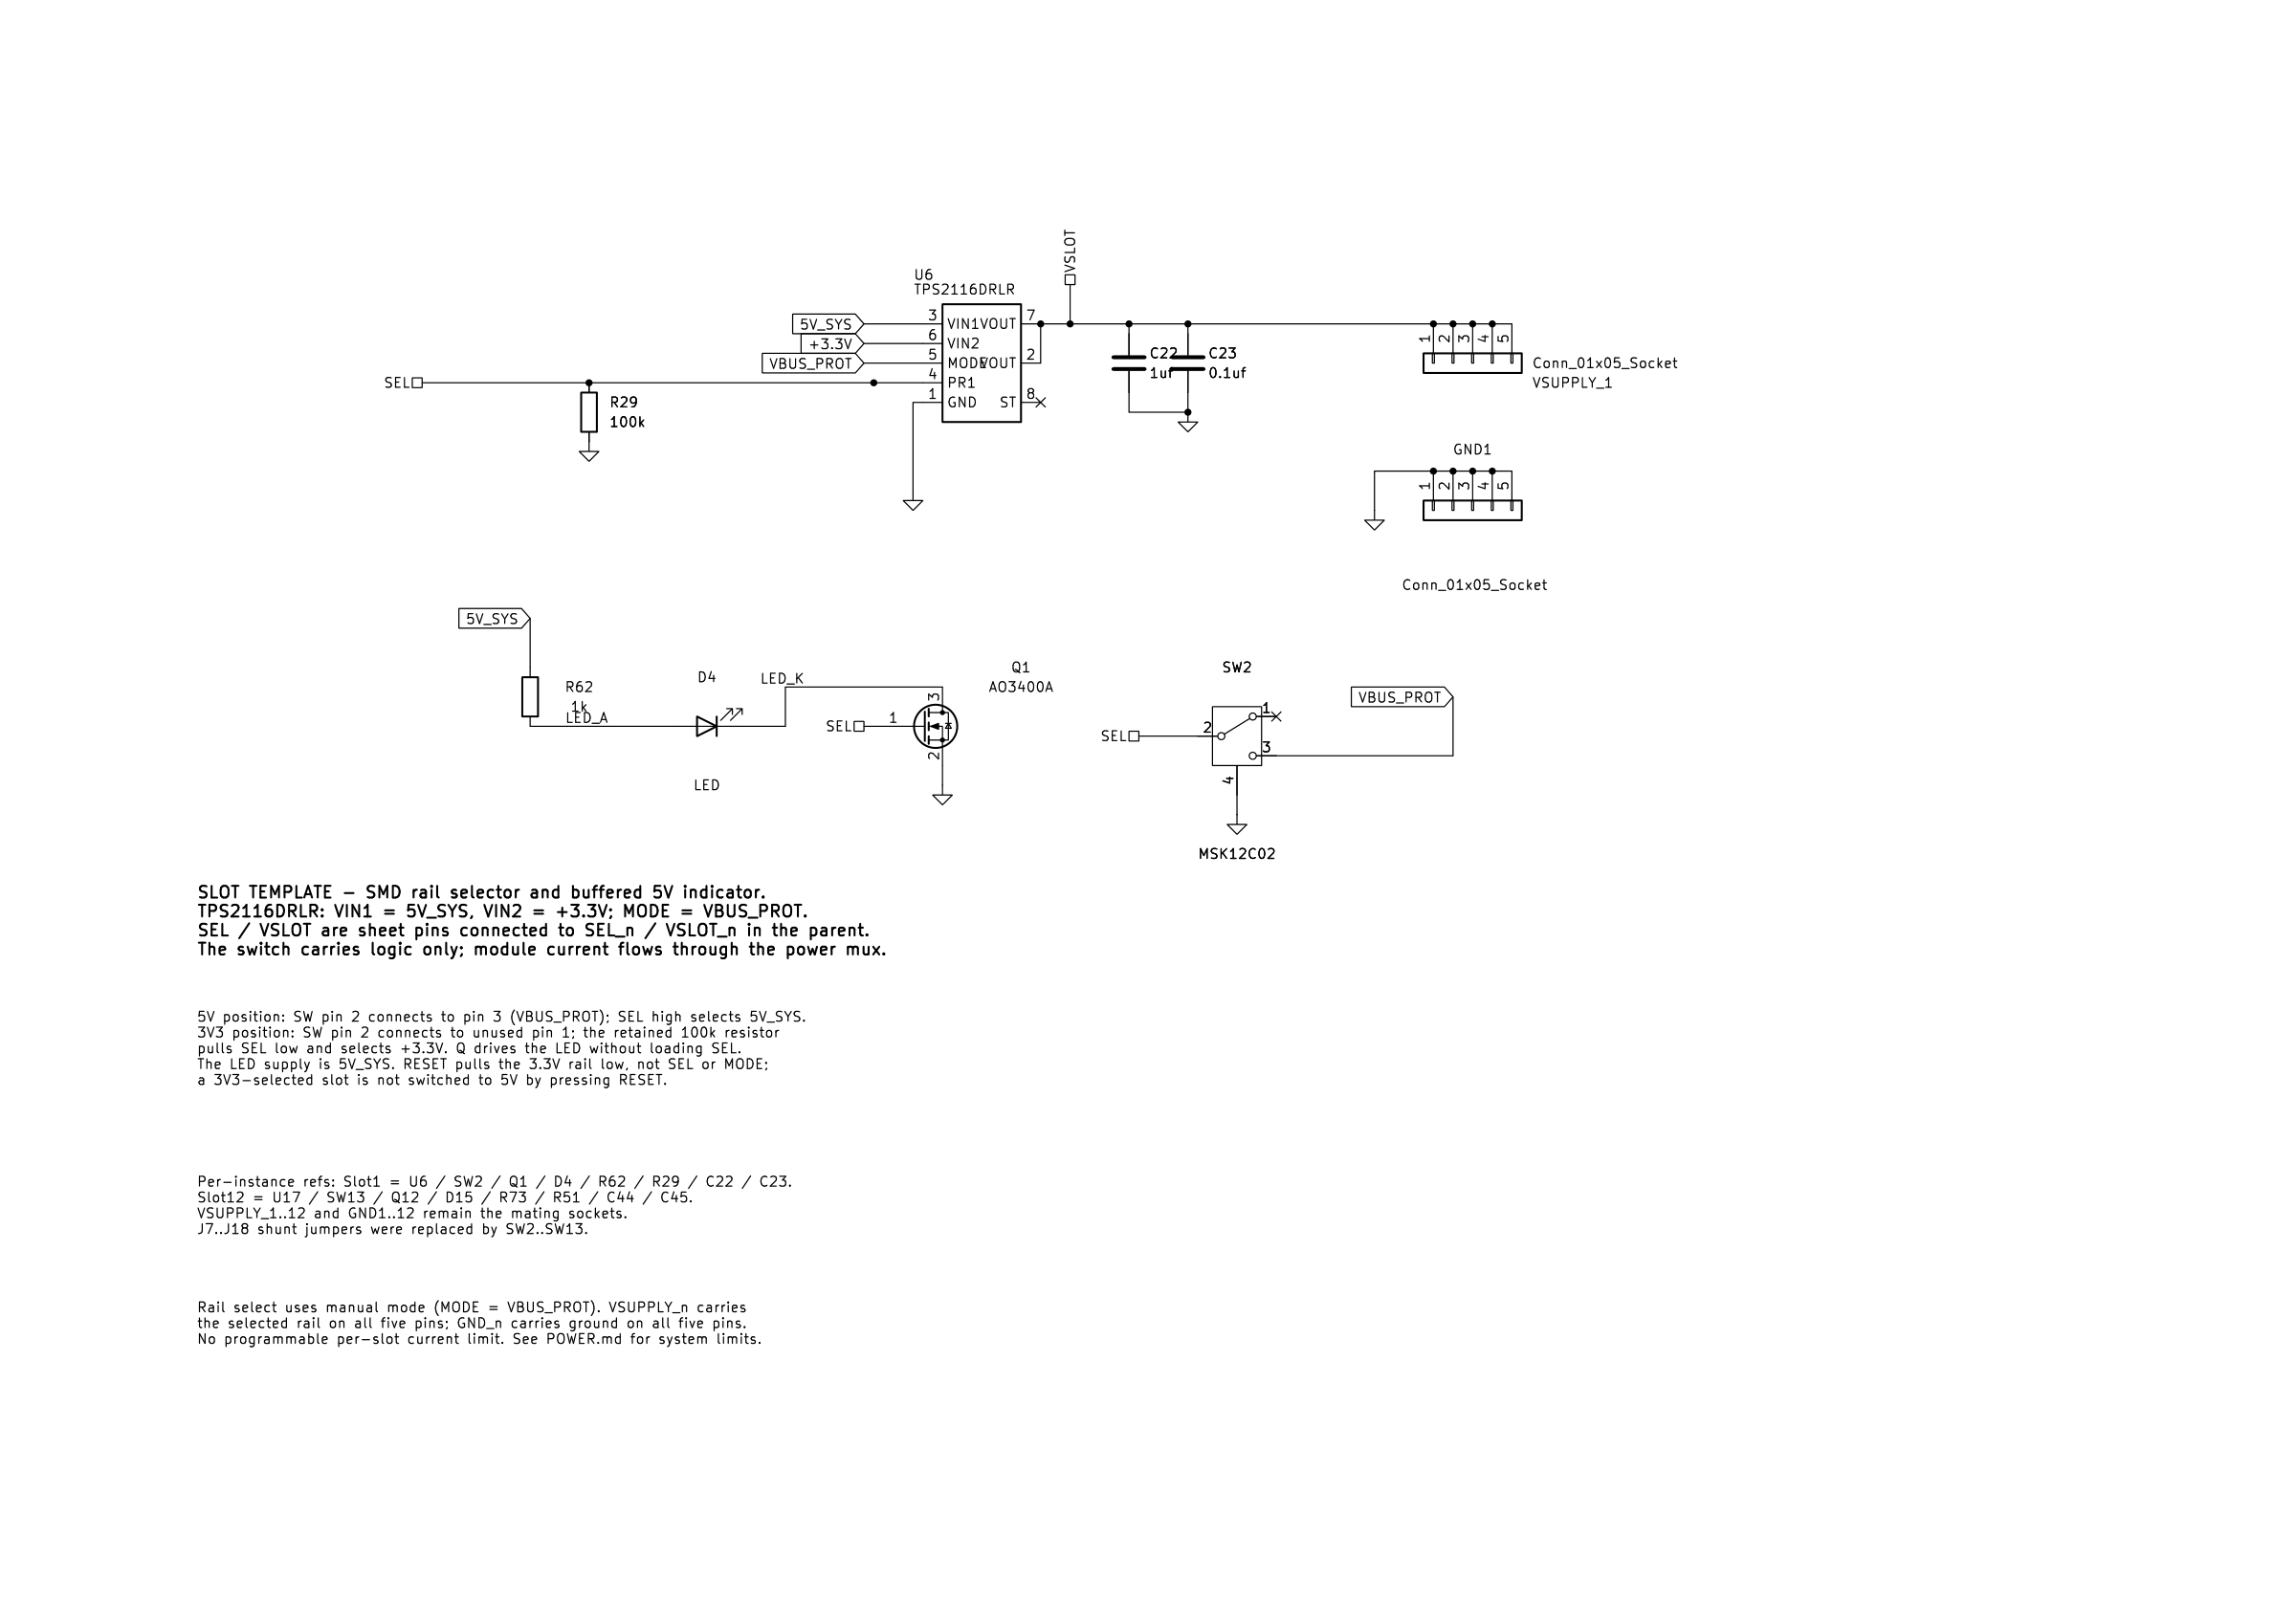 VSLOT
U6
TPS2116DRLR
5V_SYS
+3.3V
VBUS_PROT
SEL
3 VIN1 VOUT 7
6 VIN2
5 MODE VOUT 2
4 PR1
1 GND ST 8
R29
100k
C22
1uf
C23
0.1uf
1 2 3 4 5
Conn_01x05_Socket
VSUPPLY_1
GND1
1 2 3 4 5
Conn_01x05_Socket
5V_SYS
R62
1k
LED_A
D4
LED
LED_K
Q1
AO3400A
SEL
1
3
2
SW2
SEL
2
1
3
4
VBUS_PROT
MSK12C02
SLOT TEMPLATE – SMD rail selector and buffered 5V indicator.
TPS2116DRLR: VIN1 = 5V_SYS, VIN2 = +3.3V; MODE = VBUS_PROT.
SEL / VSLOT are sheet pins connected to SEL_n / VSLOT_n in the parent.
The switch carries logic only; module current flows through the power mux.
5V position: SW pin 2 connects to pin 3 (VBUS_PROT); SEL high selects 5V_SYS.
3V3 position: SW pin 2 connects to unused pin 1; the retained 100k resistor
pulls SEL low and selects +3.3V. Q drives the LED without loading SEL.
The LED supply is 5V_SYS. RESET pulls the 3.3V rail low, not SEL or MODE;
a 3V3-selected slot is not switched to 5V by pressing RESET.
Per-instance refs: Slot1 = U6 / SW2 / Q1 / D4 / R62 / R29 / C22 / C23.
Slot12 = U17 / SW13 / Q12 / D15 / R73 / R51 / C44 / C45.
VSUPPLY_1..12 and GND1..12 remain the mating sockets.
J7..J18 shunt jumpers were replaced by SW2..SW13.
Rail select uses manual mode (MODE = VBUS_PROT). VSUPPLY_n carries
the selected rail on all five pins; GND_n carries ground on all five pins.
No programmable per-slot current limit. See POWER.md for system limits.